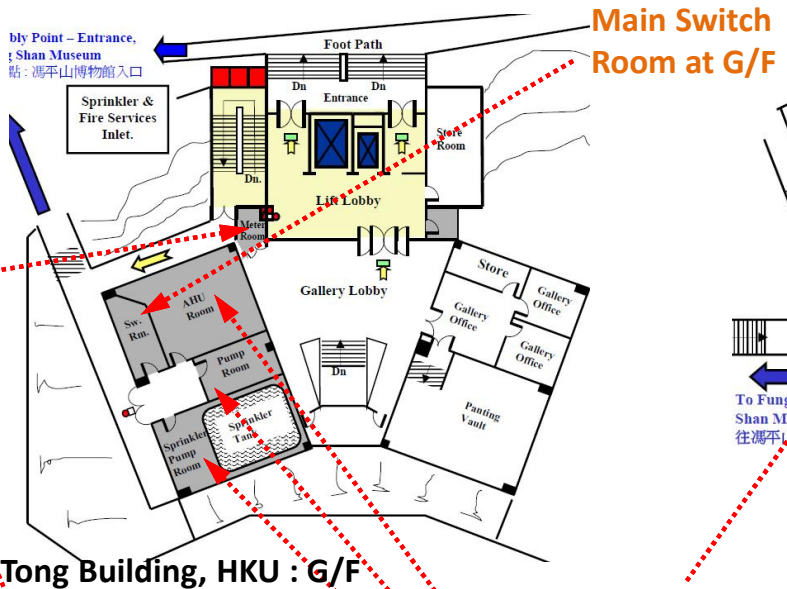 Main Switch
Room at G/F
bly Point – Entrance,
g Shan Museum
點 : 馮平山博物館入口
Foot Path
Dn
Dn
Entrance
Sprinkler &
Fire Services
Inlet.
Store
Room
Dn.
Lift Lobby
Meter
Room
Gallery Lobby
Store
Gallery
Office
Gallery
Office
Gallery
Office
AHU
Room
Sw.
Rm.
Pump
Room
Dn
Panting
Vault
Sprinkler
Tank
Sprinkler
Pump
Room
To Fung
Shan M
往馮平山
Tong Building, HKU : G/F